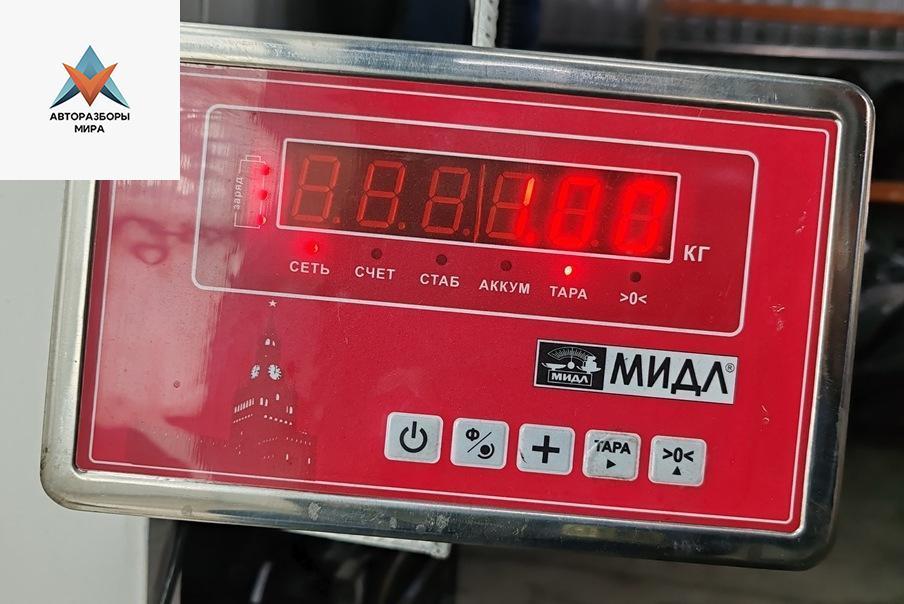 АВТОРАЗБОРЫ
МИРА
заряд
1.00
КГ
СЕТЬ СЧЕТ СТАБ АККУМ ТАРА >0<
МИДЛ МИДЛ®
Ф
ТАРА >0<